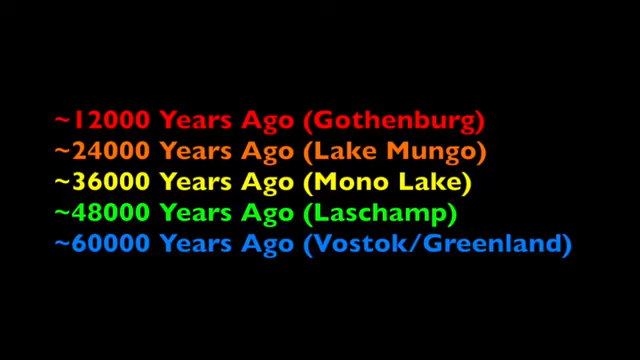 ~12000 Years Ago (Gothenburg)
~24000 Years Ago (Lake Mungo)
~36000 Years Ago (Mono Lake)
~48000 Years Ago (Laschamp)
~60000 Years Ago (Vostok/Greenland)